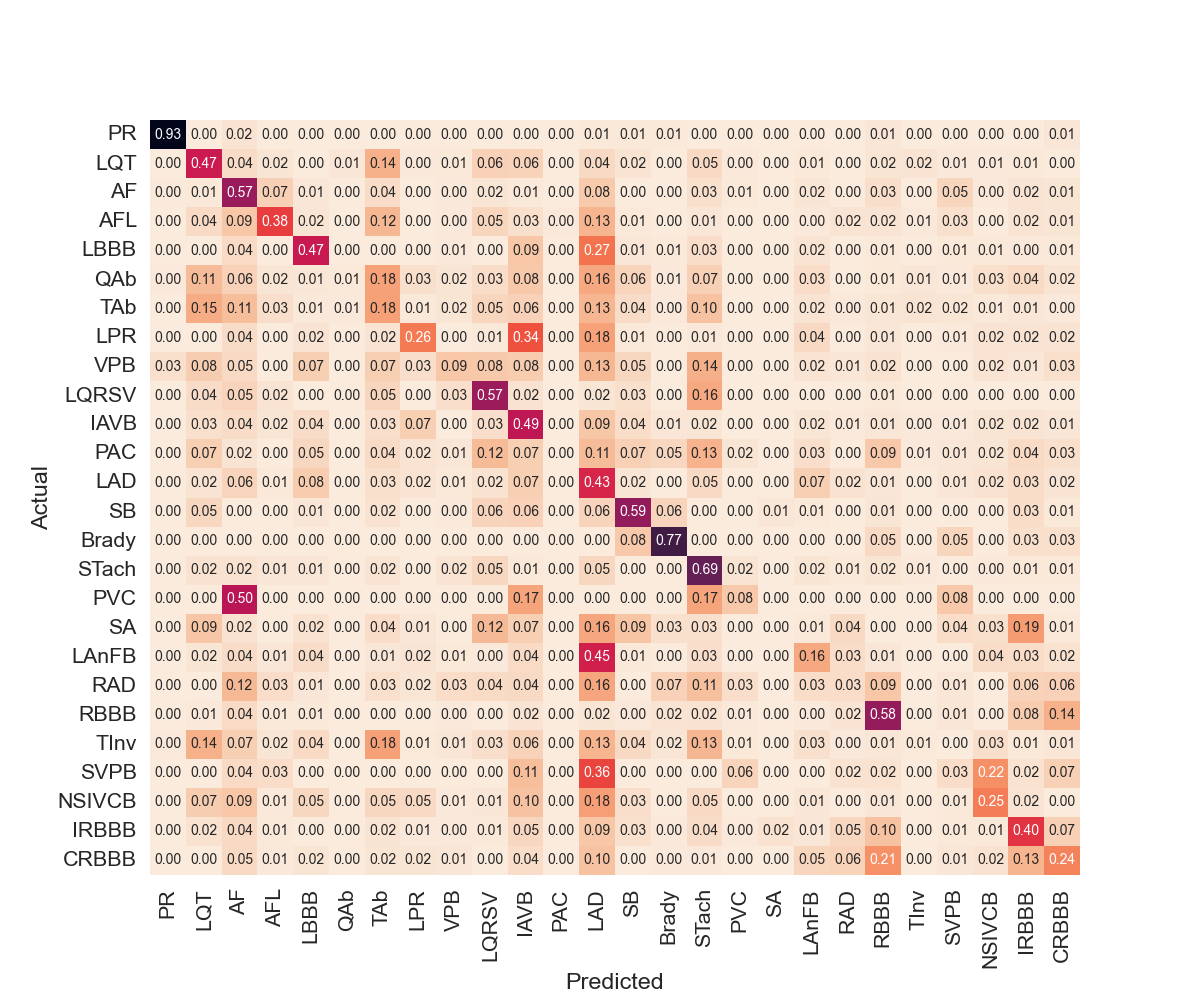 PR 0.93 0.00 0.02 0.00 0.00 0.00 0.00 0.00 0.00 0.00 0.00 0.00 0.01 0.01 0.01 0.00 0.00 0.00 0.00 0.00 0.01 0.00 0.00 0.00 0.00 0.01
LQT 0.00 0.47 0.04 0.02 0.00 0.01 0.14 0.00 0.01 0.06 0.06 0.00 0.04 0.02 0.00 0.05 0.00 0.00 0.01 0.00 0.02 0.02 0.01 0.01 0.01 0.00
AF 0.00 0.01 0.57 0.07 0.01 0.00 0.04 0.00 0.00 0.02 0.01 0.00 0.08 0.00 0.00 0.03 0.01 0.00 0.02 0.00 0.03 0.00 0.05 0.00 0.02 0.01
AFL 0.00 0.04 0.09 0.38 0.02 0.00 0.12 0.00 0.00 0.05 0.03 0.00 0.13 0.01 0.00 0.01 0.00 0.00 0.00 0.02 0.02 0.01 0.03 0.00 0.02 0.01
LBBB 0.00 0.00 0.04 0.00 0.47 0.00 0.00 0.00 0.01 0.00 0.09 0.00 0.27 0.01 0.01 0.03 0.00 0.00 0.02 0.00 0.01 0.00 0.01 0.01 0.00 0.01
QAb 0.00 0.11 0.06 0.02 0.01 0.01 0.18 0.03 0.02 0.03 0.08 0.00 0.16 0.06 0.01 0.07 0.00 0.00 0.03 0.00 0.01 0.01 0.00 0.03 0.04 0.02
TAb 0.00 0.15 0.11 0.03 0.01 0.01 0.18 0.01 0.02 0.05 0.06 0.00 0.13 0.04 0.00 0.10 0.00 0.00 0.01 0.00 0.00 0.02 0.02 0.01 0.01 0.00
LPR 0.00 0.00 0.04 0.00 0.02 0.00 0.02 0.26 0.00 0.01 0.34 0.00 0.18 0.01 0.00 0.01 0.00 0.00 0.04 0.00 0.01 0.00 0.00 0.02 0.02 0.02
VPB 0.03 0.08 0.05 0.00 0.07 0.00 0.07 0.03 0.09 0.08 0.08 0.00 0.13 0.05 0.00 0.14 0.00 0.00 0.02 0.01 0.02 0.00 0.00 0.02 0.01 0.03
LQRSV 0.00 0.04 0.05 0.02 0.00 0.00 0.05 0.00 0.03 0.57 0.02 0.00 0.02 0.03 0.00 0.16 0.00 0.00 0.00 0.00 0.01 0.00 0.00 0.00 0.00 0.00
IAVB 0.00 0.03 0.04 0.02 0.04 0.00 0.03 0.07 0.00 0.03 0.49 0.00 0.09 0.04 0.01 0.02 0.00 0.00 0.02 0.01 0.01 0.00 0.01 0.02 0.02 0.01
PAC 0.00 0.07 0.02 0.00 0.05 0.00 0.04 0.02 0.01 0.12 0.07 0.00 0.11 0.07 0.05 0.13 0.02 0.00 0.03 0.00 0.09 0.01 0.01 0.02 0.04 0.03
LAD 0.00 0.02 0.06 0.01 0.08 0.00 0.03 0.02 0.01 0.02 0.07 0.00 0.43 0.02 0.00 0.05 0.00 0.00 0.07 0.02 0.01 0.00 0.01 0.02 0.03 0.02
SB 0.00 0.05 0.00 0.00 0.01 0.00 0.02 0.00 0.00 0.06 0.06 0.00 0.06 0.59 0.06 0.00 0.00 0.01 0.01 0.00 0.01 0.00 0.00 0.00 0.03 0.01
Brady 0.00 0.00 0.00 0.00 0.00 0.00 0.00 0.00 0.00 0.00 0.00 0.00 0.00 0.08 0.77 0.00 0.00 0.00 0.00 0.00 0.05 0.00 0.05 0.00 0.03 0.03
STach 0.00 0.02 0.02 0.01 0.01 0.00 0.02 0.00 0.02 0.05 0.01 0.00 0.05 0.00 0.00 0.69 0.02 0.00 0.02 0.01 0.02 0.01 0.00 0.00 0.01 0.00
PVC 0.00 0.00 0.50 0.00 0.00 0.00 0.00 0.00 0.00 0.00 0.17 0.00 0.00 0.00 0.00 0.17 0.08 0.00 0.00 0.00 0.00 0.00 0.08 0.00 0.00 0.00
SA 0.00 0.09 0.02 0.00 0.02 0.00 0.04 0.01 0.00 0.12 0.07 0.00 0.16 0.09 0.03 0.03 0.00 0.00 0.01 0.04 0.00 0.00 0.04 0.03 0.19 0.01
LAnFB 0.00 0.02 0.04 0.01 0.04 0.00 0.01 0.02 0.01 0.00 0.04 0.00 0.45 0.01 0.00 0.03 0.00 0.00 0.16 0.03 0.01 0.00 0.00 0.04 0.03 0.02
RAD 0.00 0.00 0.12 0.03 0.01 0.00 0.03 0.02 0.03 0.04 0.04 0.00 0.16 0.00 0.07 0.11 0.03 0.00 0.03 0.03 0.09 0.00 0.01 0.00 0.06 0.06
RBBB 0.00 0.01 0.04 0.01 0.01 0.00 0.00 0.00 0.00 0.00 0.02 0.00 0.02 0.00 0.02 0.02 0.01 0.00 0.00 0.02 0.58 0.00 0.01 0.00 0.08 0.14
TInv 0.00 0.14 0.07 0.02 0.04 0.00 0.18 0.01 0.01 0.03 0.06 0.00 0.13 0.04 0.02 0.13 0.01 0.00 0.03 0.00 0.01 0.01 0.00 0.03 0.01 0.01
SVPB 0.00 0.00 0.04 0.03 0.00 0.00 0.00 0.00 0.00 0.00 0.11 0.00 0.36 0.00 0.00 0.00 0.06 0.00 0.00 0.02 0.02 0.00 0.03 0.22 0.02 0.07
NSIVCB 0.00 0.07 0.09 0.01 0.05 0.00 0.05 0.05 0.01 0.01 0.10 0.00 0.18 0.03 0.00 0.05 0.00 0.00 0.01 0.00 0.01 0.00 0.01 0.25 0.02 0.00
IRBBB 0.00 0.02 0.04 0.01 0.00 0.00 0.02 0.01 0.00 0.01 0.05 0.00 0.09 0.03 0.00 0.04 0.00 0.02 0.01 0.05 0.10 0.00 0.01 0.01 0.40 0.07
CRBBB 0.00 0.00 0.05 0.01 0.02 0.00 0.02 0.02 0.01 0.00 0.04 0.00 0.10 0.00 0.00 0.01 0.00 0.00 0.05 0.06 0.21 0.00 0.01 0.02 0.13 0.24
Actual
PR LQT AF AFL LBBB QAb TAb LPR VPB LQRSV IAVB PAC LAD SB Brady STach PVC SA LAnFB RAD RBBB TInv SVPB NSIVCB IRBBB CRBBB
Predicted